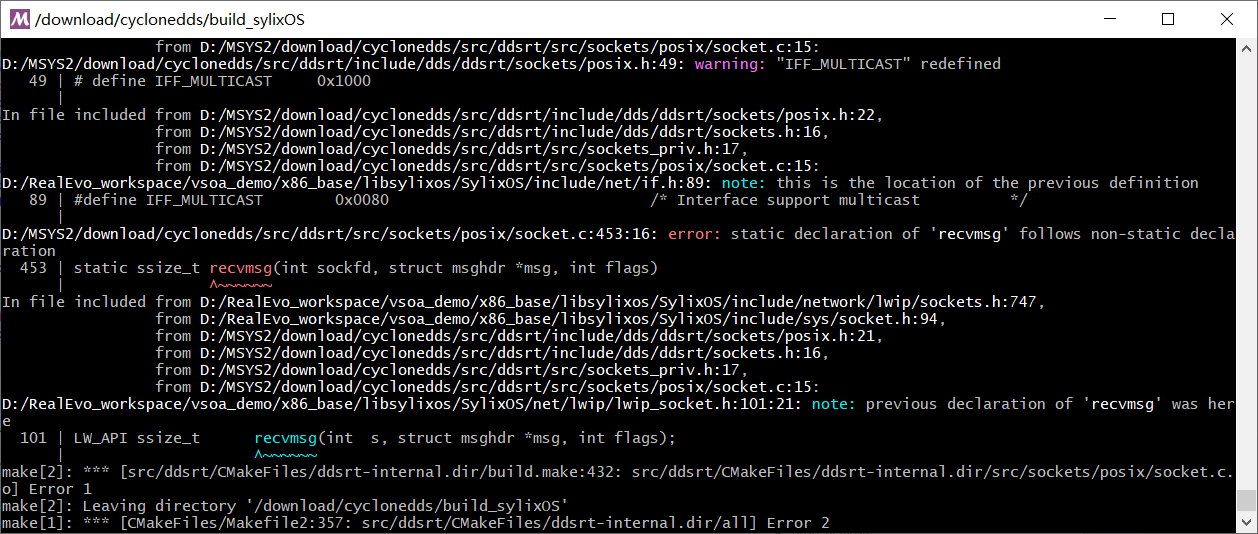 /download/cyclonedds/build_sylixOS
from D:/MSYS2/download/cyclonedds/src/ddsrt/src/sockets/posix/socket.c:15:
D:/MSYS2/download/cyclonedds/src/ddsrt/include/dds/ddsrt/sockets/posix.h:49: warning: "IFF_MULTICAST" redefined
49 | # define IFF_MULTICAST     0x1000
|
In file included from D:/MSYS2/download/cyclonedds/src/ddsrt/include/dds/ddsrt/sockets/posix.h:22,
from D:/MSYS2/download/cyclonedds/src/ddsrt/include/dds/ddsrt/sockets.h:16,
from D:/MSYS2/download/cyclonedds/src/ddsrt/src/sockets_priv.h:17,
from D:/MSYS2/download/cyclonedds/src/ddsrt/src/sockets/posix/socket.c:15:
D:/RealEvo_workspace/vsoa_demo/x86_base/libsylixos/SylixOS/include/net/if.h:89: note: this is the location of the previous definition
89 | #define IFF_MULTICAST        0x0080                             /* Interface support multicast          */
|
D:/MSYS2/download/cyclonedds/src/ddsrt/src/sockets/posix/socket.c:453:16: error: static declaration of 'recvmsg' follows non-static decla
ration
453 | static ssize_t recvmsg(int sockfd, struct msghdr *msg, int flags)
|                ^~~~~~~
In file included from D:/RealEvo_workspace/vsoa_demo/x86_base/libsylixos/SylixOS/include/network/lwip/sockets.h:747,
from D:/RealEvo_workspace/vsoa_demo/x86_base/libsylixos/SylixOS/include/sys/socket.h:94,
from D:/MSYS2/download/cyclonedds/src/ddsrt/include/dds/ddsrt/sockets/posix.h:21,
from D:/MSYS2/download/cyclonedds/src/ddsrt/include/dds/ddsrt/sockets.h:16,
from D:/MSYS2/download/cyclonedds/src/ddsrt/src/sockets_priv.h:17,
from D:/MSYS2/download/cyclonedds/src/ddsrt/src/sockets/posix/socket.c:15:
D:/RealEvo_workspace/vsoa_demo/x86_base/libsylixos/SylixOS/net/lwip/lwip_socket.h:101:21: note: previous declaration of 'recvmsg' was her
e
101 | LW_API ssize_t      recvmsg(int  s, struct msghdr *msg, int flags);
|                     ^~~~~~~
make[2]: *** [src/ddsrt/CMakeFiles/ddsrt-internal.dir/build.make:432: src/ddsrt/CMakeFiles/ddsrt-internal.dir/src/sockets/posix/socket.c.
o] Error 1
make[2]: Leaving directory '/download/cyclonedds/build_sylixOS'
make[1]: *** [CMakeFiles/Makefile2:357: src/ddsrt/CMakeFiles/ddsrt-internal.dir/all] Error 2